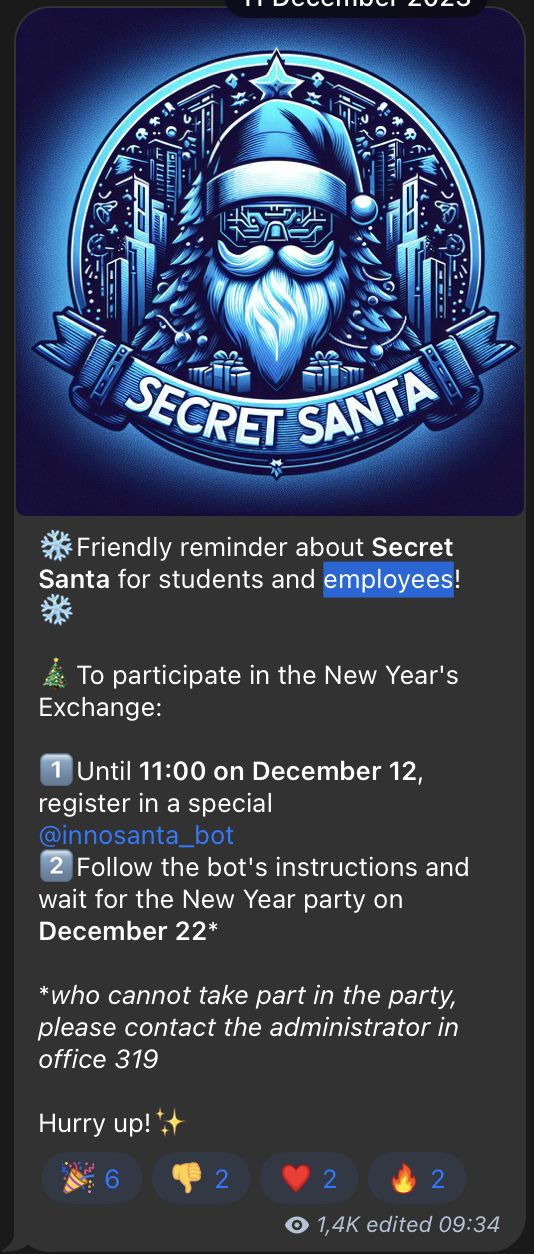 11 December 2023
SECRET SANTA
❄️Friendly reminder about Secret
Santa for students and employees!
❄️
🎄 To participate in the New Year's
Exchange:
1️⃣Until 11:00 on December 12,
register in a special
@innosanta_bot
2️⃣Follow the bot's instructions and
wait for the New Year party on
December 22*
*who cannot take part in the party,
please contact the administrator in
office 319
Hurry up!✨
🎉 6 👎 2 ❤️ 2 🔥 2
1,4K edited 09:34